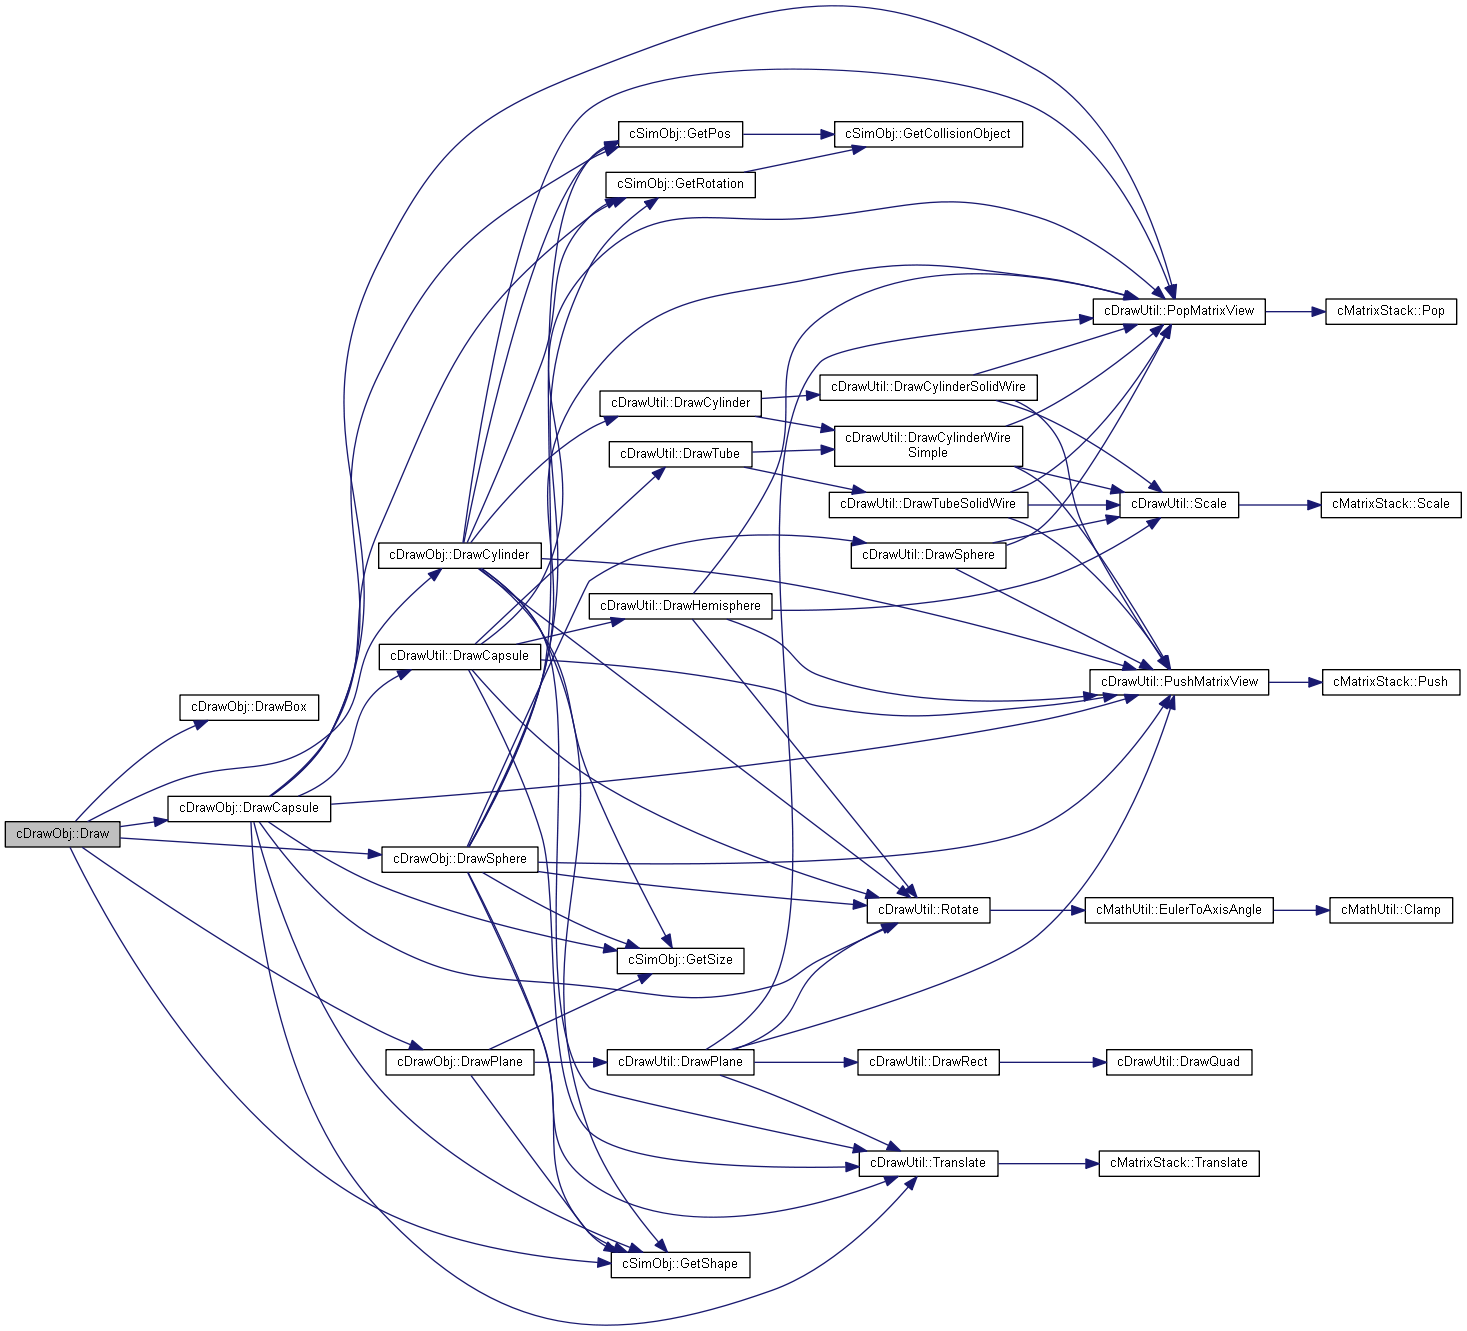 cSimObj::GetPos
cSimObj::GetCollisionObject
cSimObj::GetRotation
cDrawUtil::PopMatrixView
cMatrixStack::Pop
cDrawUtil::DrawCylinderSolidWire
cDrawUtil::DrawCylinder
cDrawUtil::DrawCylinderWire
Simple
cDrawUtil::DrawTube
cDrawUtil::DrawTubeSolidWire
cDrawUtil::Scale
cMatrixStack::Scale
cDrawObj::DrawCylinder
cDrawUtil::DrawSphere
cDrawUtil::DrawHemisphere
cDrawUtil::DrawCapsule
cDrawUtil::PushMatrixView
cMatrixStack::Push
cDrawObj::DrawBox
cDrawObj::DrawCapsule
cDrawObj::Draw
cDrawObj::DrawSphere
cDrawUtil::Rotate
cMathUtil::EulerToAxisAngle
cMathUtil::Clamp
cSimObj::GetSize
cDrawObj::DrawPlane
cDrawUtil::DrawPlane
cDrawUtil::DrawRect
cDrawUtil::DrawQuad
cDrawUtil::Translate
cMatrixStack::Translate
cSimObj::GetShape